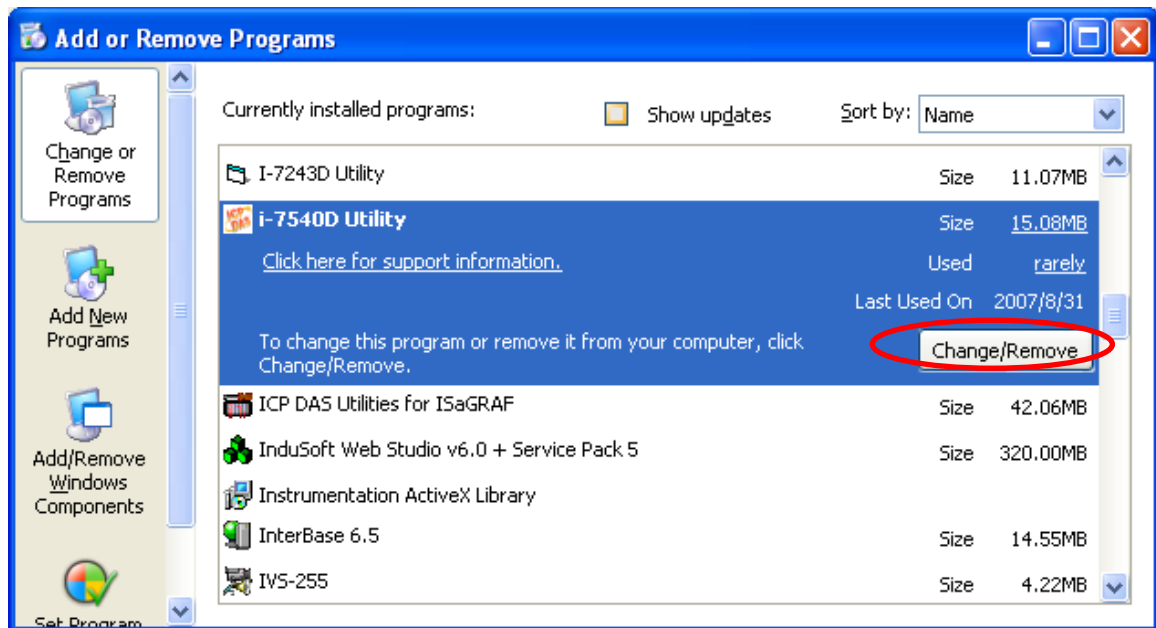 Add or Remove Programs
Change or
Remove
Programs
Add New
Programs
Add/Remove
Windows
Components
Set Program
Currently installed programs:
Show updates
Sort by: Name
I-7243D Utility Size 11.07MB
ICP DAS i-7540D Utility Size 15.08MB
Click here for support information. Used rarely
Last Used On 2007/8/31
To change this program or remove it from your computer, click
Change/Remove.
Change/Remove
ICP DAS Utilities for ISaGRAF Size 42.06MB
InduSoft Web Studio v6.0 + Service Pack 5 Size 320.00MB
Instrumentation ActiveX Library
InterBase 6.5 Size 14.55MB
IVS-255 Size 4.22MB